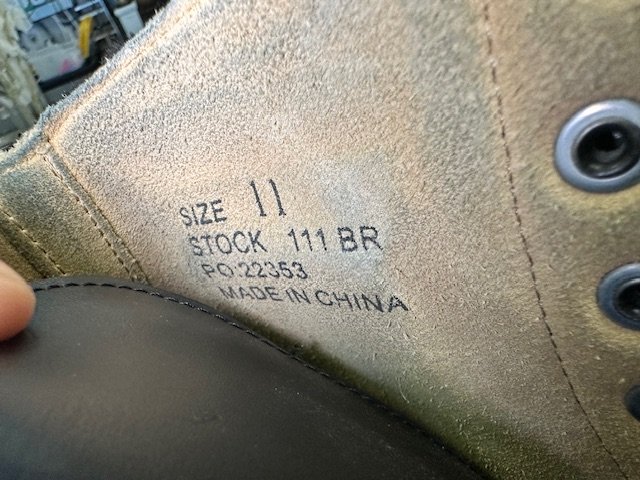 SIZE 11
STOCK 111 BR
PO:22353
MADE IN CHINA